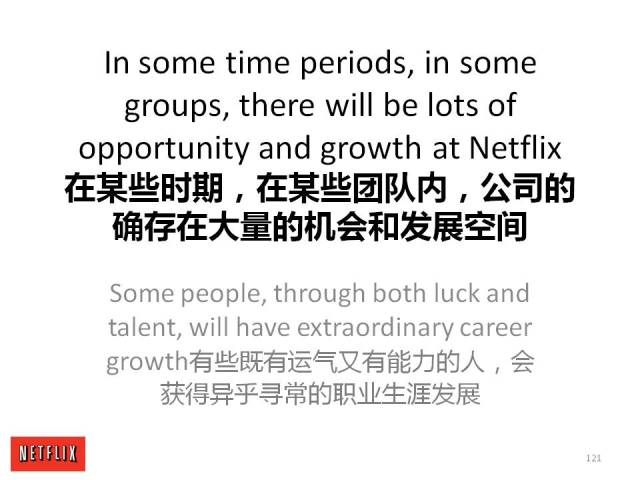 In some time periods, in some
groups, there will be lots of
opportunity and growth at Netflix
在某些时期，在某些团队内，公司的
确存在大量的机会和发展空间
Some people, through both luck and
talent, will have extraordinary career
growth有些既有运气又有能力的人，会
获得异乎寻常的职业生涯发展
NETFLIX
121